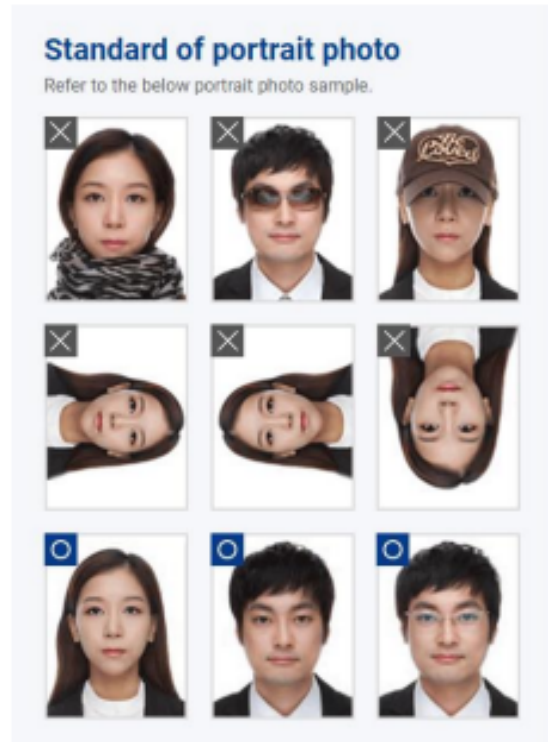 Standard of portrait photo
Refer to the below portrait photo sample.